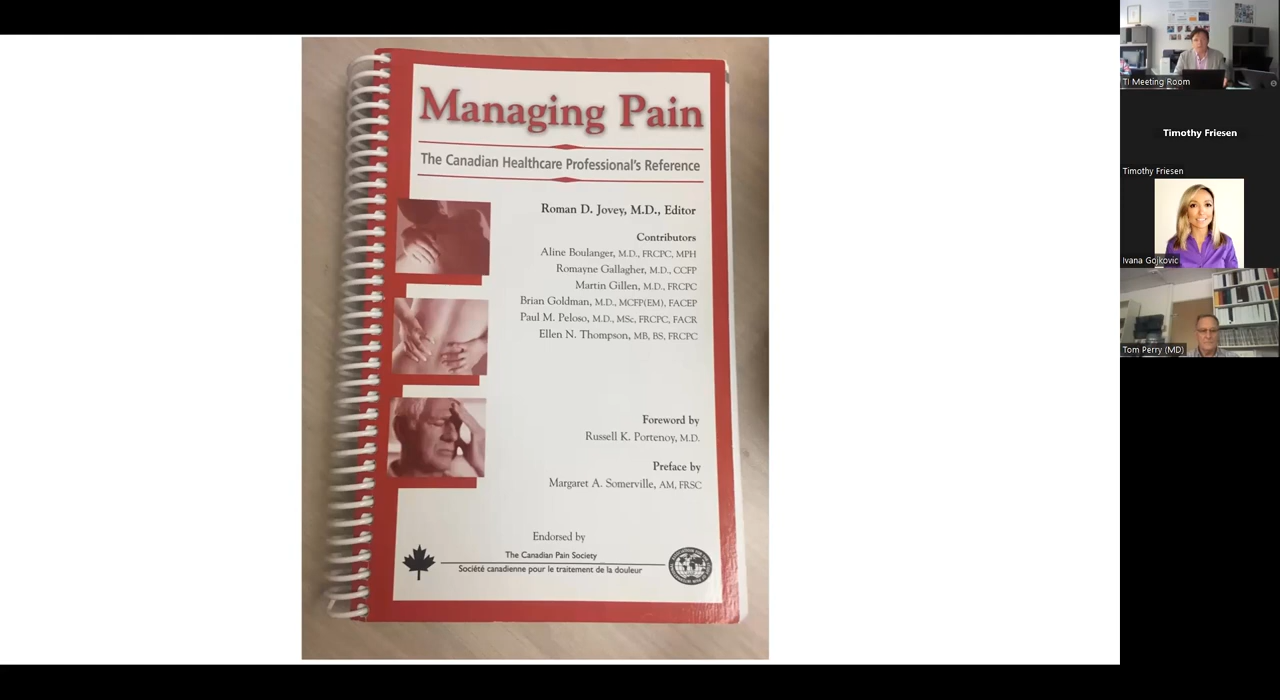 Managing Pain
The Canadian Healthcare Professional's Reference
Roman D. Jovey, M.D., Editor
Contributors
Aline Boulanger, M.D., FRCPC, MPH
Romayne Gallagher, M.D., CCFP
Martin Gillen, M.D., FRCPC
Brian Goldman, M.D., MCFP(EM), FACEP
Paul M. Peloso, M.D., MSc, FRCPC, FACR
Ellen N. Thompson, MB, BS, FRCPC
Foreword by
Russell K. Portenoy, M.D.
Preface by
Margaret A. Somerville, AM, FRSC
Endorsed by
The Canadian Pain Society
Société canadienne pour le traitement de la douleur
TI Meeting Room
Timothy Friesen
Timothy Friesen
Ivana Gojkovic
Tom Perry (MD)